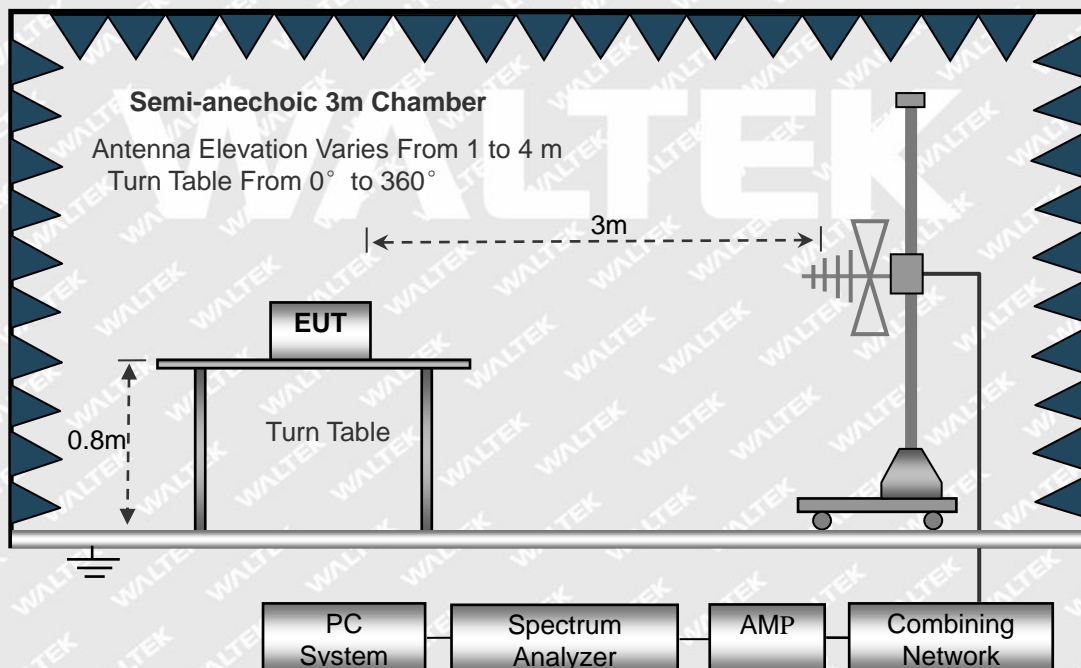 Semi-anechoic 3m Chamber
Antenna Elevation Varies From 1 to 4 m
Turn Table From 0° to 360°
3m
EUT
0.8m
Turn Table
PC
System
Spectrum
Analyzer
AMP
Combining
Network
WALTEK